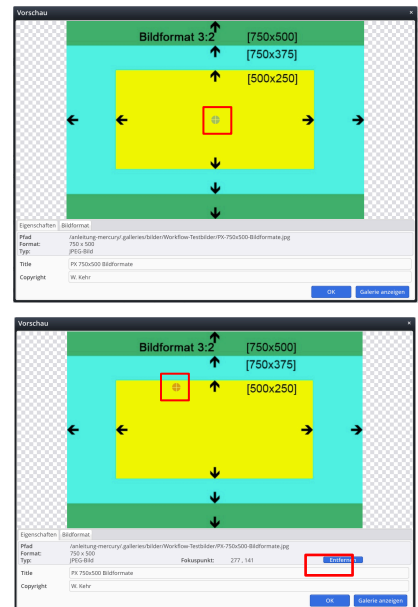 Vorschau ×
Bildformat 3:2 [750x500]
[750x375]
[500x250]
Eigenschaften Bildformat
Pfad /anleitung-mercury/.galleries/bilder/Workflow-Testbilder/PX-750x500-Bildformate.jpg
Format: 750 x 500
Typ: JPEG-Bild
Title PX 750x500 Bildformate
Copyright W. Kehr
OK Galerie anzeigen
Vorschau ×
Bildformat 3:2 [750x500]
[750x375]
[500x250]
Eigenschaften Bildformat
Pfad /anleitung-mercury/.galleries/bilder/Workflow-Testbilder/PX-750x500-Bildformate.jpg
Format: 750 x 500
Typ: JPEG-Bild Fokuspunkt: 277 , 141 Entfernen
Title PX 750x500 Bildformate
Copyright W. Kehr
OK Galerie anzeigen